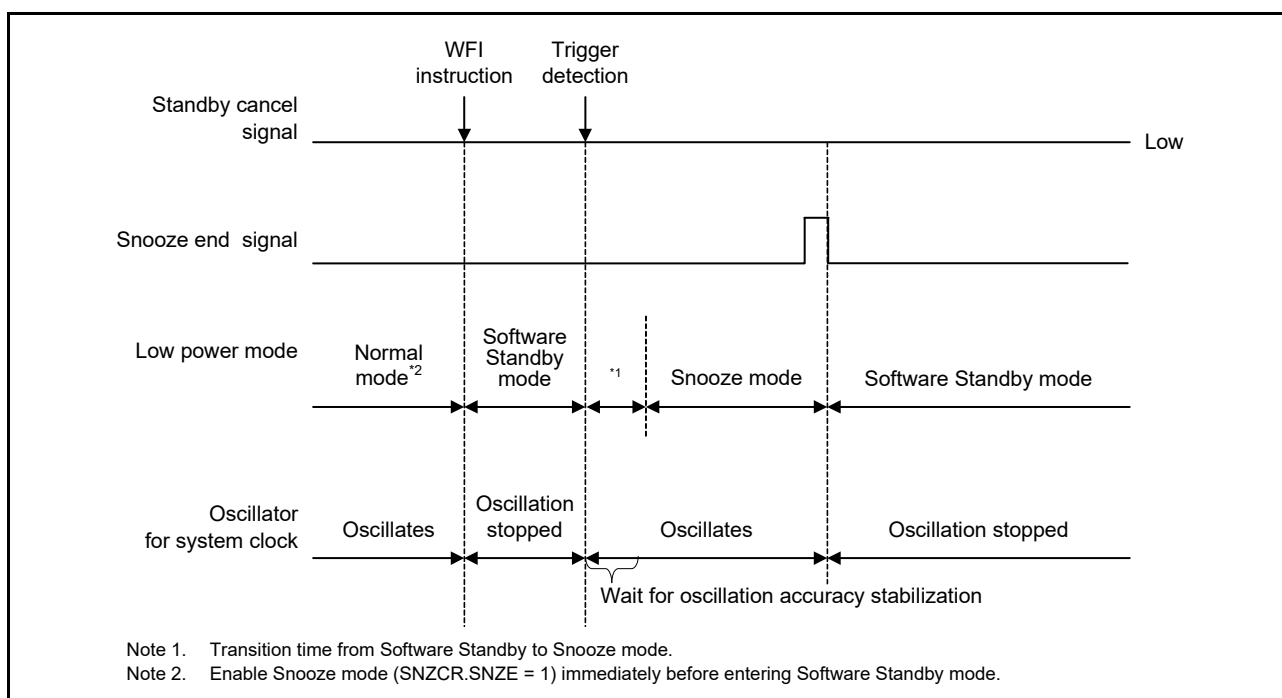 WFI
instruction
Trigger
detection
Standby cancel
signal
Low
Snooze end signal
Low power mode
Normal
mode*2
Software
Standby
mode
*1
Snooze mode
Software Standby mode
Oscillator
for system clock
Oscillates
Oscillation
stopped
Oscillates
Oscillation stopped
Wait for oscillation accuracy stabilization
Note 1. Transition time from Software Standby to Snooze mode.
Note 2. Enable Snooze mode (SNZCR.SNZE = 1) immediately before entering Software Standby mode.